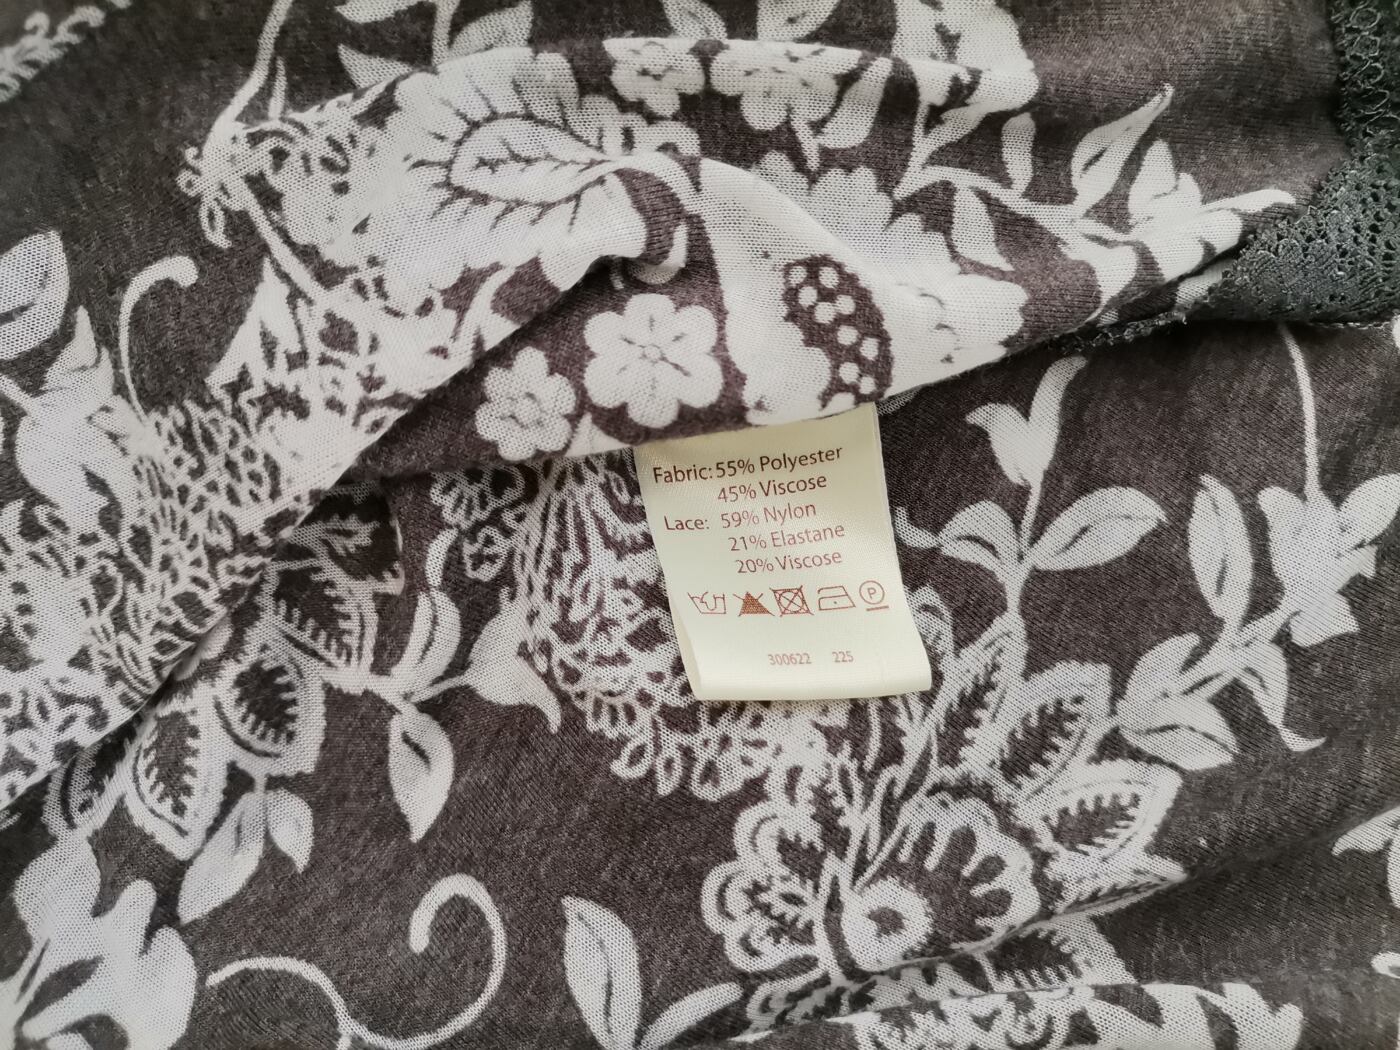 Fabric: 55% Polyester
45% Viscose
Lace: 59% Nylon
21% Elastane
20% Viscose
P
300622 225